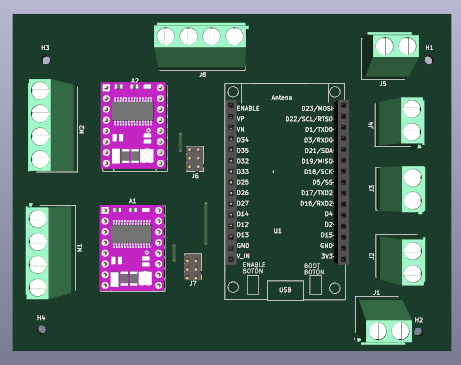 J8
H3
H1
J5
A2
M2
J6
Antena
ENABLE
VP
VN
D34
D35
D32
D33
D25
D26
D27
D14
D12
D13
GND
V_IN
D23/MOSI
D22/SCL/RTS0
D1/TXD0
D3/RXD0
D21/SDA
D19/MISO
D18/SCK
D5/SS
D17/TXD2
D16/RXD2
D4
D2
D15
GND
3V3
U1
ENABLE
BOTON
BOOT
BOTON
USB
J4
J3
J2
J1
H2
A1
M1
J7
H4